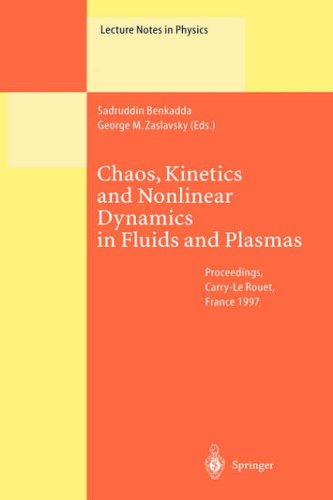 Lecture Notes in Physics
Sadruddin Benkadda
George M. Zaslavsky (Eds.)
Chaos, Kinetics
and Nonlinear
Dynamics
in Fluids and Plasmas
Proceedings,
Carry-Le Rouet,
France 1997
Springer